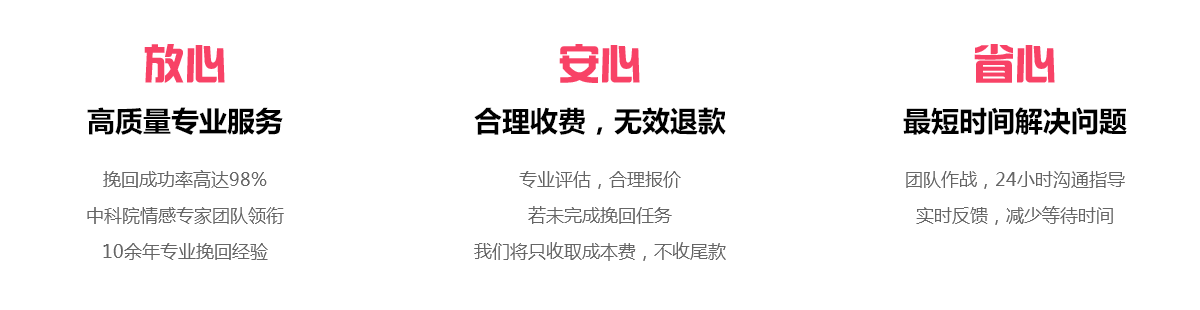 放心
高质量专业服务
挽回成功率高达98%
中科院情感专家团队领衔
10余年专业挽回经验
安心
合理收费，无效退款
专业评估，合理报价
若未完成挽回任务
我们将只收取成本费，不收尾款
省心
最短时间解决问题
团队作战，24小时沟通指导
实时反馈，减少等待时间